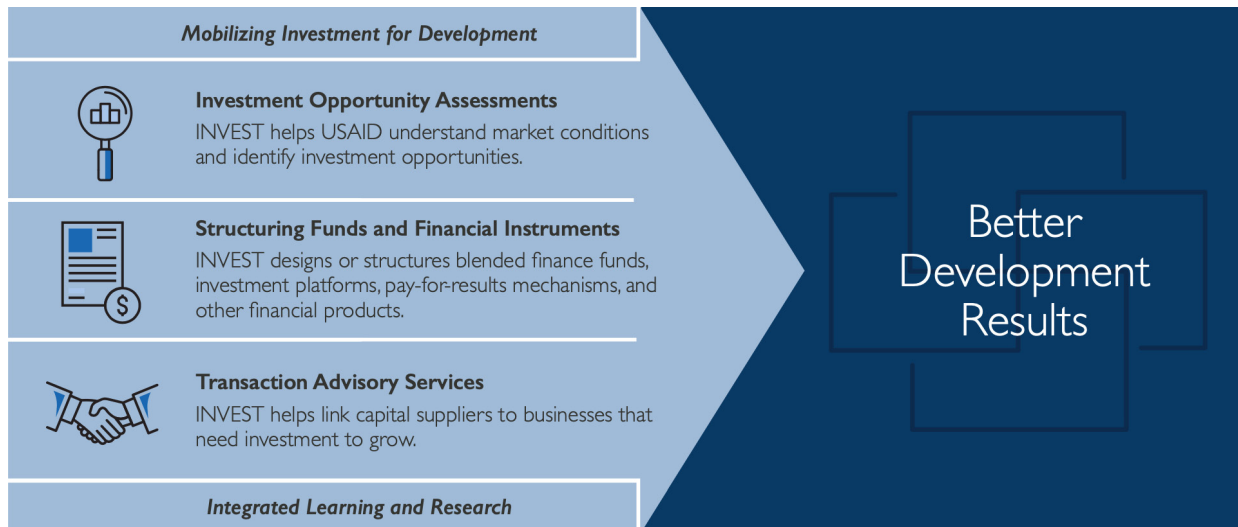 Mobilizing Investment for Development
Investment Opportunity Assessments
INVEST helps USAID understand market conditions
and identify investment opportunities.
Structuring Funds and Financial Instruments
INVEST designs or structures blended finance funds,
investment platforms, pay-for-results mechanisms, and
other financial products.
$
Transaction Advisory Services
INVEST helps link capital suppliers to businesses that
need investment to grow.
Integrated Learning and Research
Better
Development
Results